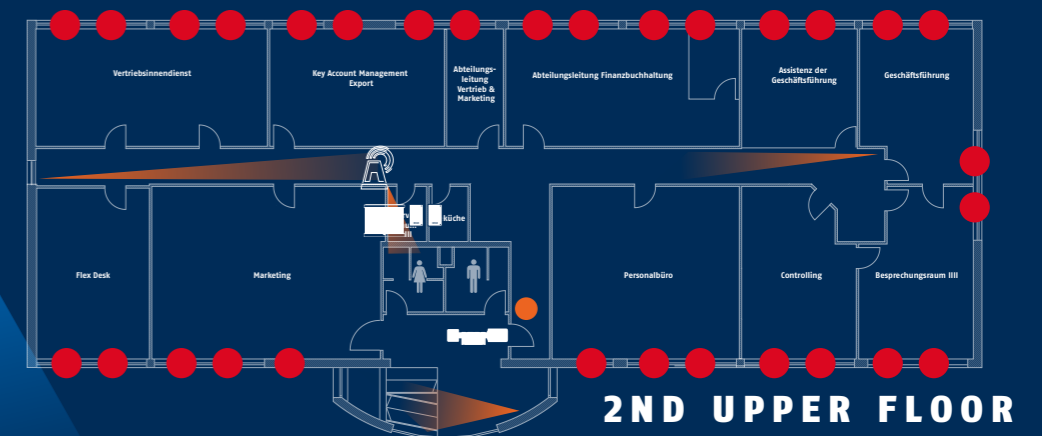 Vertriebsinnendienst
Key Account Management
Export
Abteilungs-
leitung
Vertrieb &
Marketing
Abteilungsleitung Finanzbuchhaltung
Assistenz der
Geschäftsführung
Geschäftsführung
küche
Flex Desk
Marketing
Personalbüro
Controlling
Besprechungsraum IIII
2ND UPPER FLOOR